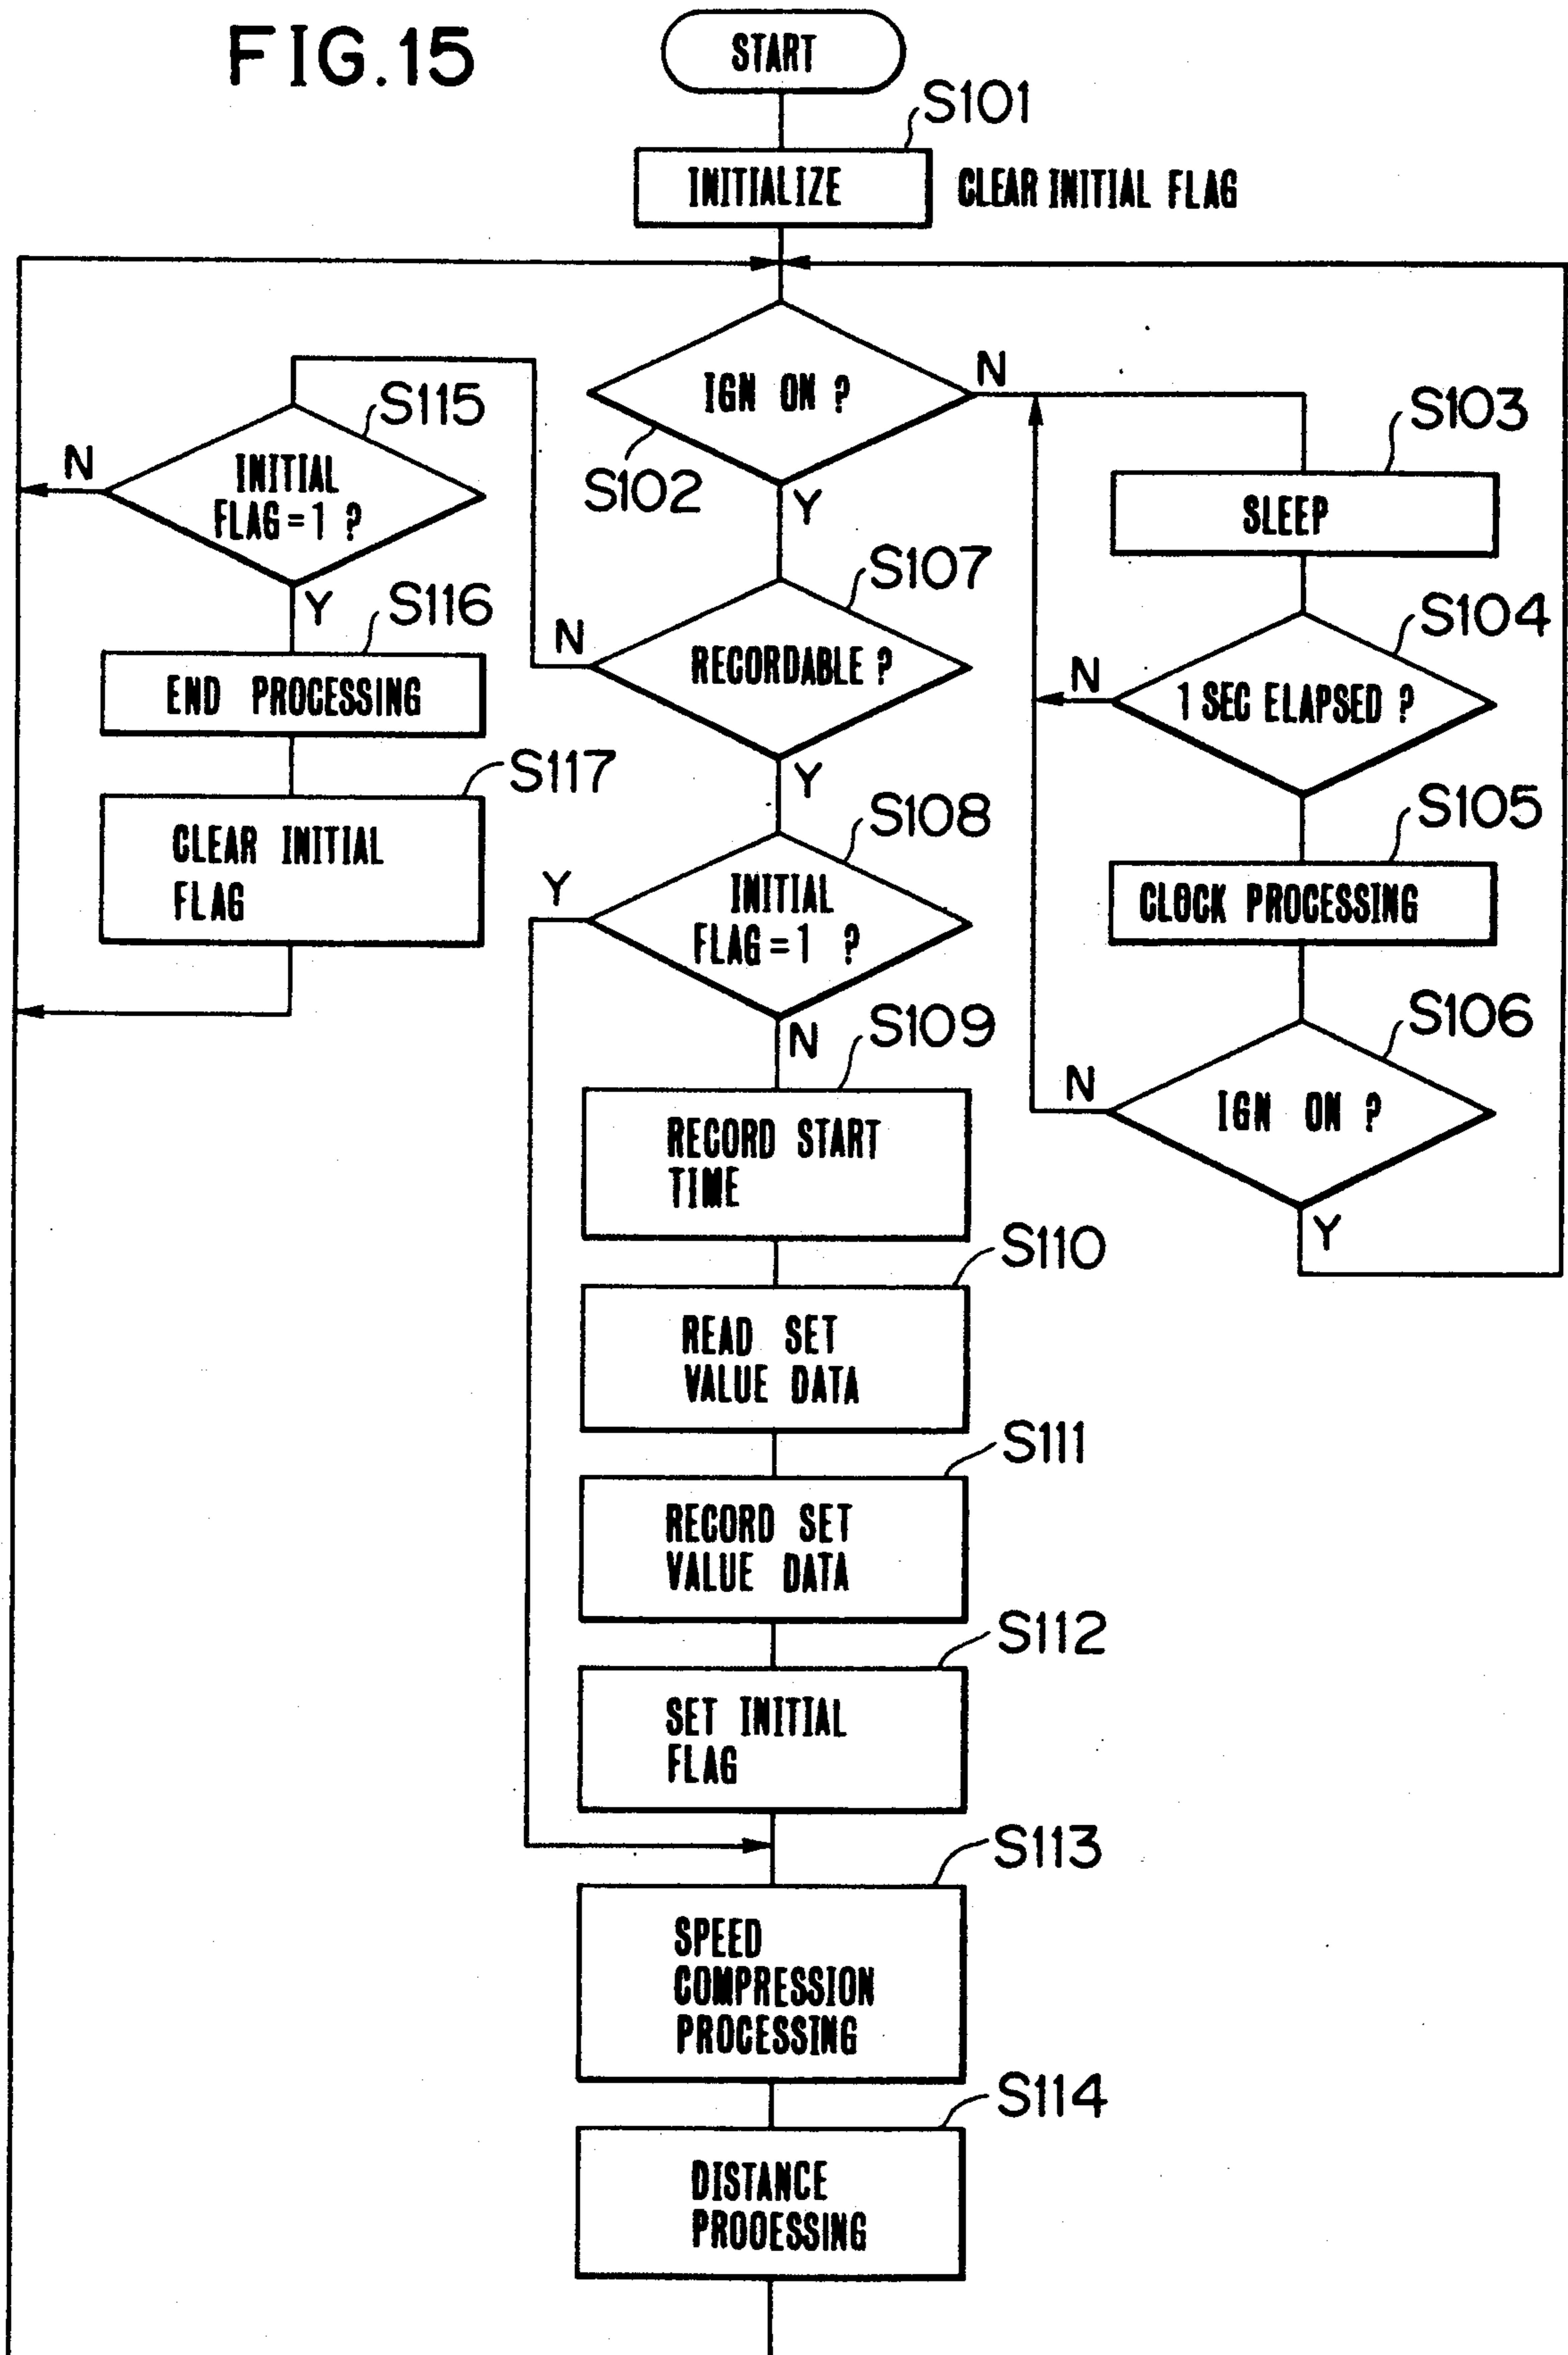 FIG.15
START
S101
INITIALIZE
CLEAR INITIAL FLAG
IGN ON ?
N
S102
Y
S103
SLEEP
S104
1 SEC ELAPSED ?
N
S105
CLOCK PROCESSING
S106
IGN ON ?
N
Y
S107
RECORDABLE ?
N
Y
S115
INITIAL
FLAG=1 ?
N
Y
S116
END PROCESSING
S117
CLEAR INITIAL
FLAG
S108
INITIAL
FLAG=1 ?
Y
N
S109
RECORD START
TIME
S110
READ SET
VALUE DATA
S111
RECORD SET
VALUE DATA
S112
SET INITIAL
FLAG
S113
SPEED
COMPRESSION
PROCESSING
S114
DISTANCE
PROOESSING